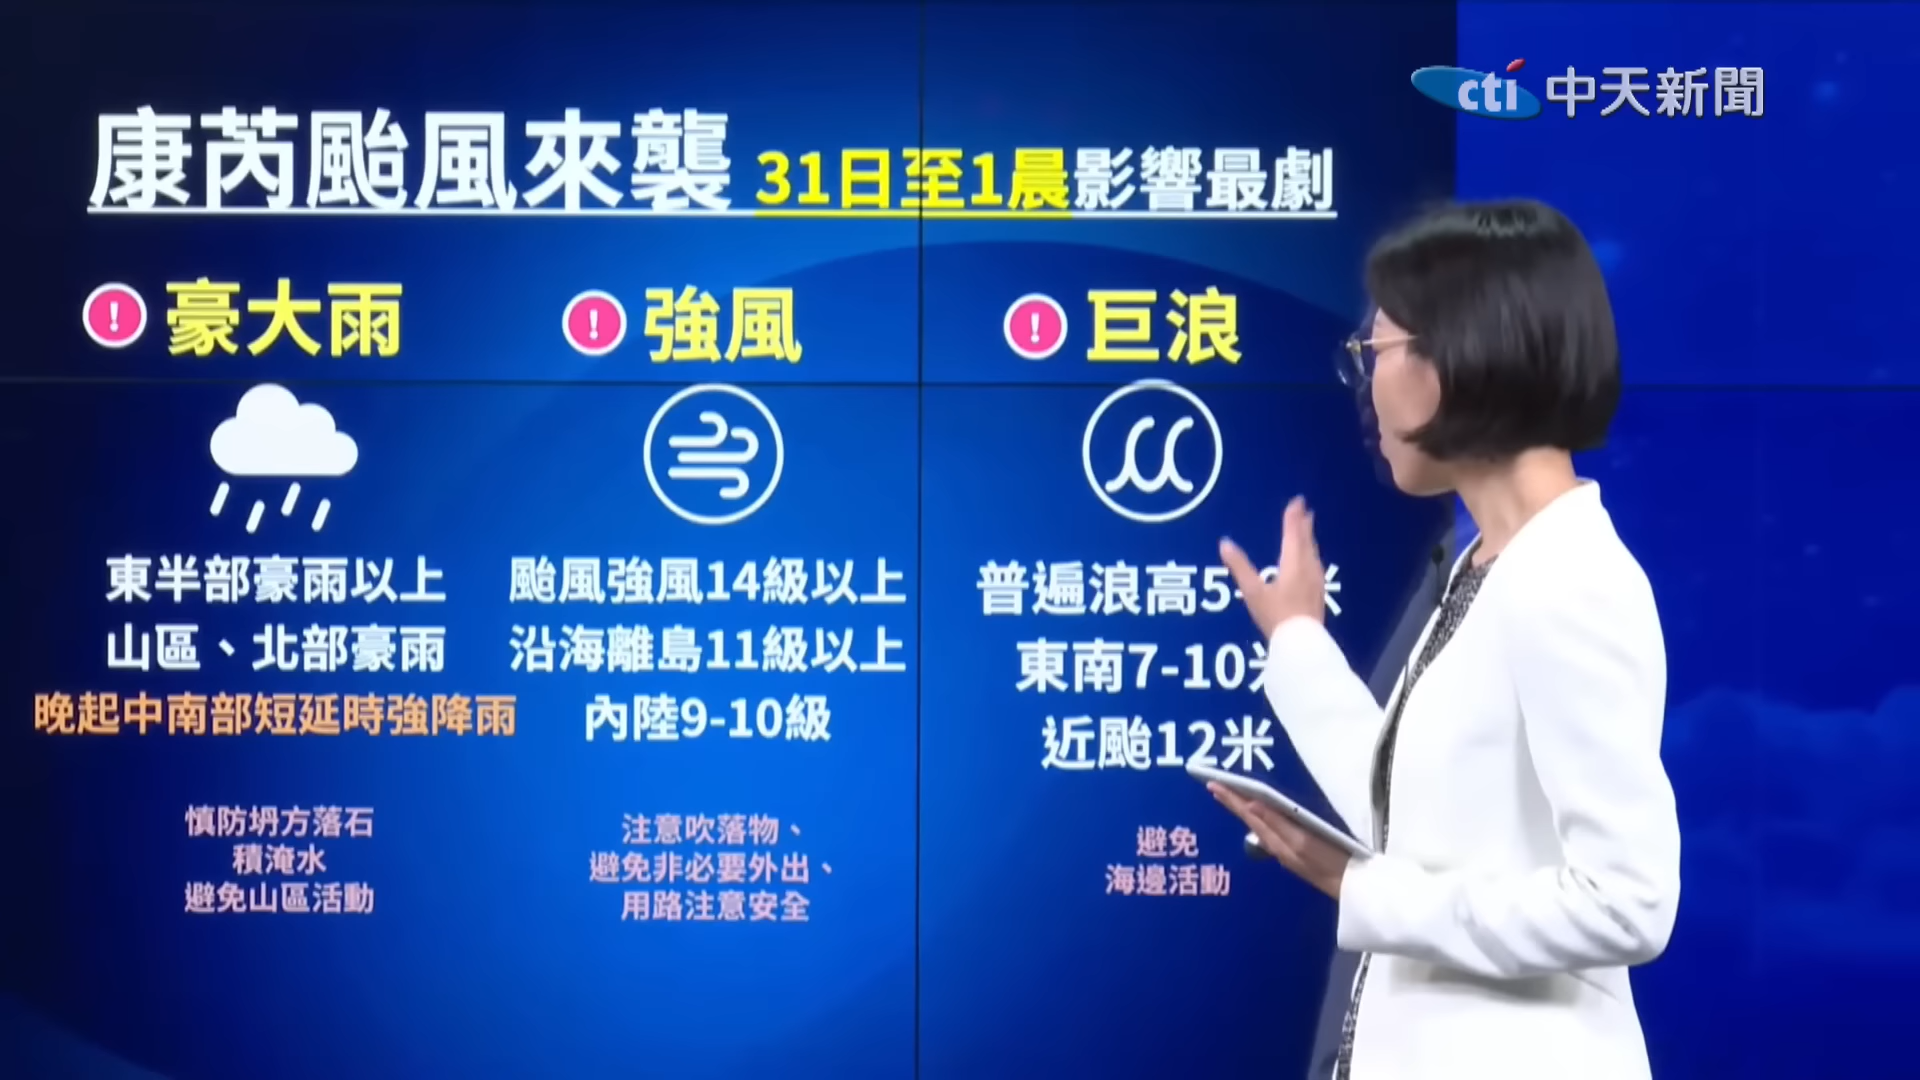 cti 中天新聞
康芮颱風來襲 31日至1晨影響最劇
! 豪大雨
東半部豪雨以上
山區、北部豪雨
晚起中南部短延時強降雨
慎防坍方落石
積淹水
避免山區活動
! 強風
颱風強風14級以上
沿海離島11級以上
內陸9-10級
注意吹落物、
避免非必要外出、
用路注意安全
! 巨浪
普遍浪高5-
東南7-10米
近颱12米
避免
海邊活動